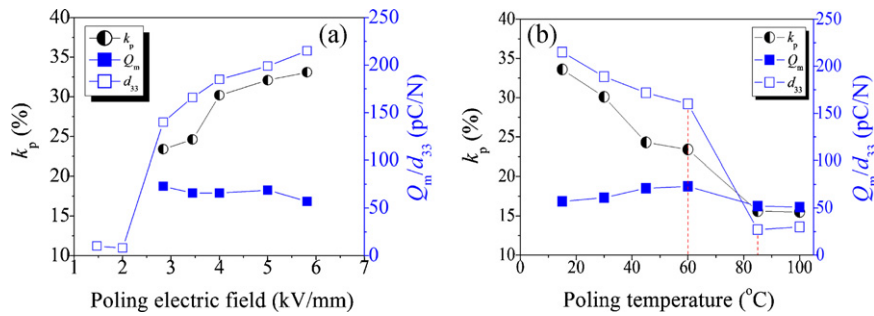 (a)
k_p
Q_m
d_33
40
35
30
25
20
15
10
k_p (%)
250
200
150
100
50
0
Q_m/d_33 (pC/N)
1 2 3 4 5 6 7
Poling electric field (kV/mm)
(b)
k_p
Q_m
d_33
40
35
30
25
20
15
10
k_p (%)
250
200
150
100
50
0
Q_m/d_33 (pC/N)
0 20 40 60 80 100
Poling temperature (°C)